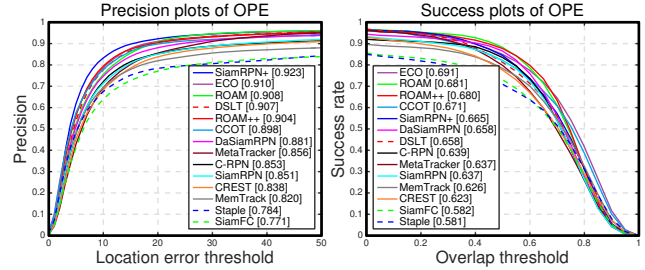 Precision plots of OPE
Success plots of OPE
1
0.9
0.8
0.7
0.6
0.5
0.4
0.3
0.2
0.1
0
Precision
SiamRPN+ [0.923]
ECO [0.910]
ROAM [0.908]
DSLT [0.907]
ROAM++ [0.904]
CCOT [0.898]
DaSiamRPN [0.881]
MetaTracker [0.856]
C-RPN [0.853]
SiamRPN [0.851]
CREST [0.838]
MemTrack [0.820]
Staple [0.784]
SiamFC [0.771]
0 10 20 30 40 50
Location error threshold
1
0.9
0.8
0.7
0.6
0.5
0.4
0.3
0.2
0.1
0
Success rate
ECO [0.691]
ROAM [0.681]
ROAM++ [0.680]
CCOT [0.671]
SiamRPN+ [0.665]
DaSiamRPN [0.658]
DSLT [0.658]
C-RPN [0.639]
MetaTracker [0.637]
SiamRPN [0.637]
MemTrack [0.626]
CREST [0.623]
SiamFC [0.582]
Staple [0.581]
0 0.2 0.4 0.6 0.8 1
Overlap threshold